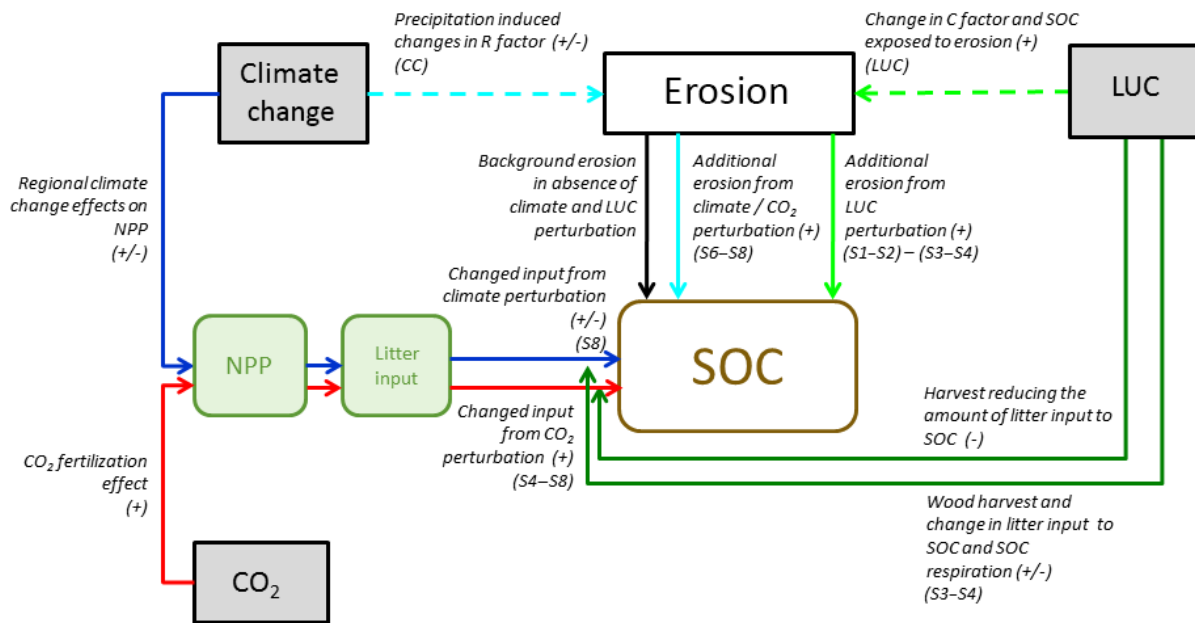 Precipitation induced
changes in R factor (+/-)
(CC)
Change in C factor and SOC
exposed to erosion (+)
(LUC)
Climate
change
Erosion
LUC
Regional climate
change effects on
NPP
(+/-)
Background erosion
in absence of
climate and LUC
perturbation
Additional
erosion from
climate / CO₂
perturbation (+)
(S6–S8)
Additional
erosion from
LUC
perturbation (+)
(S1–S2) – (S3–S4)
Changed input from
climate perturbation
(+/-)
(S8)
NPP
Litter
input
SOC
Changed input
from CO₂
perturbation (+)
(S4–S8)
Harvest reducing the
amount of litter input to
SOC (-)
CO₂ fertilization
effect
(+)
Wood harvest and
change in litter input to
SOC and SOC
respiration (+/-)
(S3–S4)
CO₂